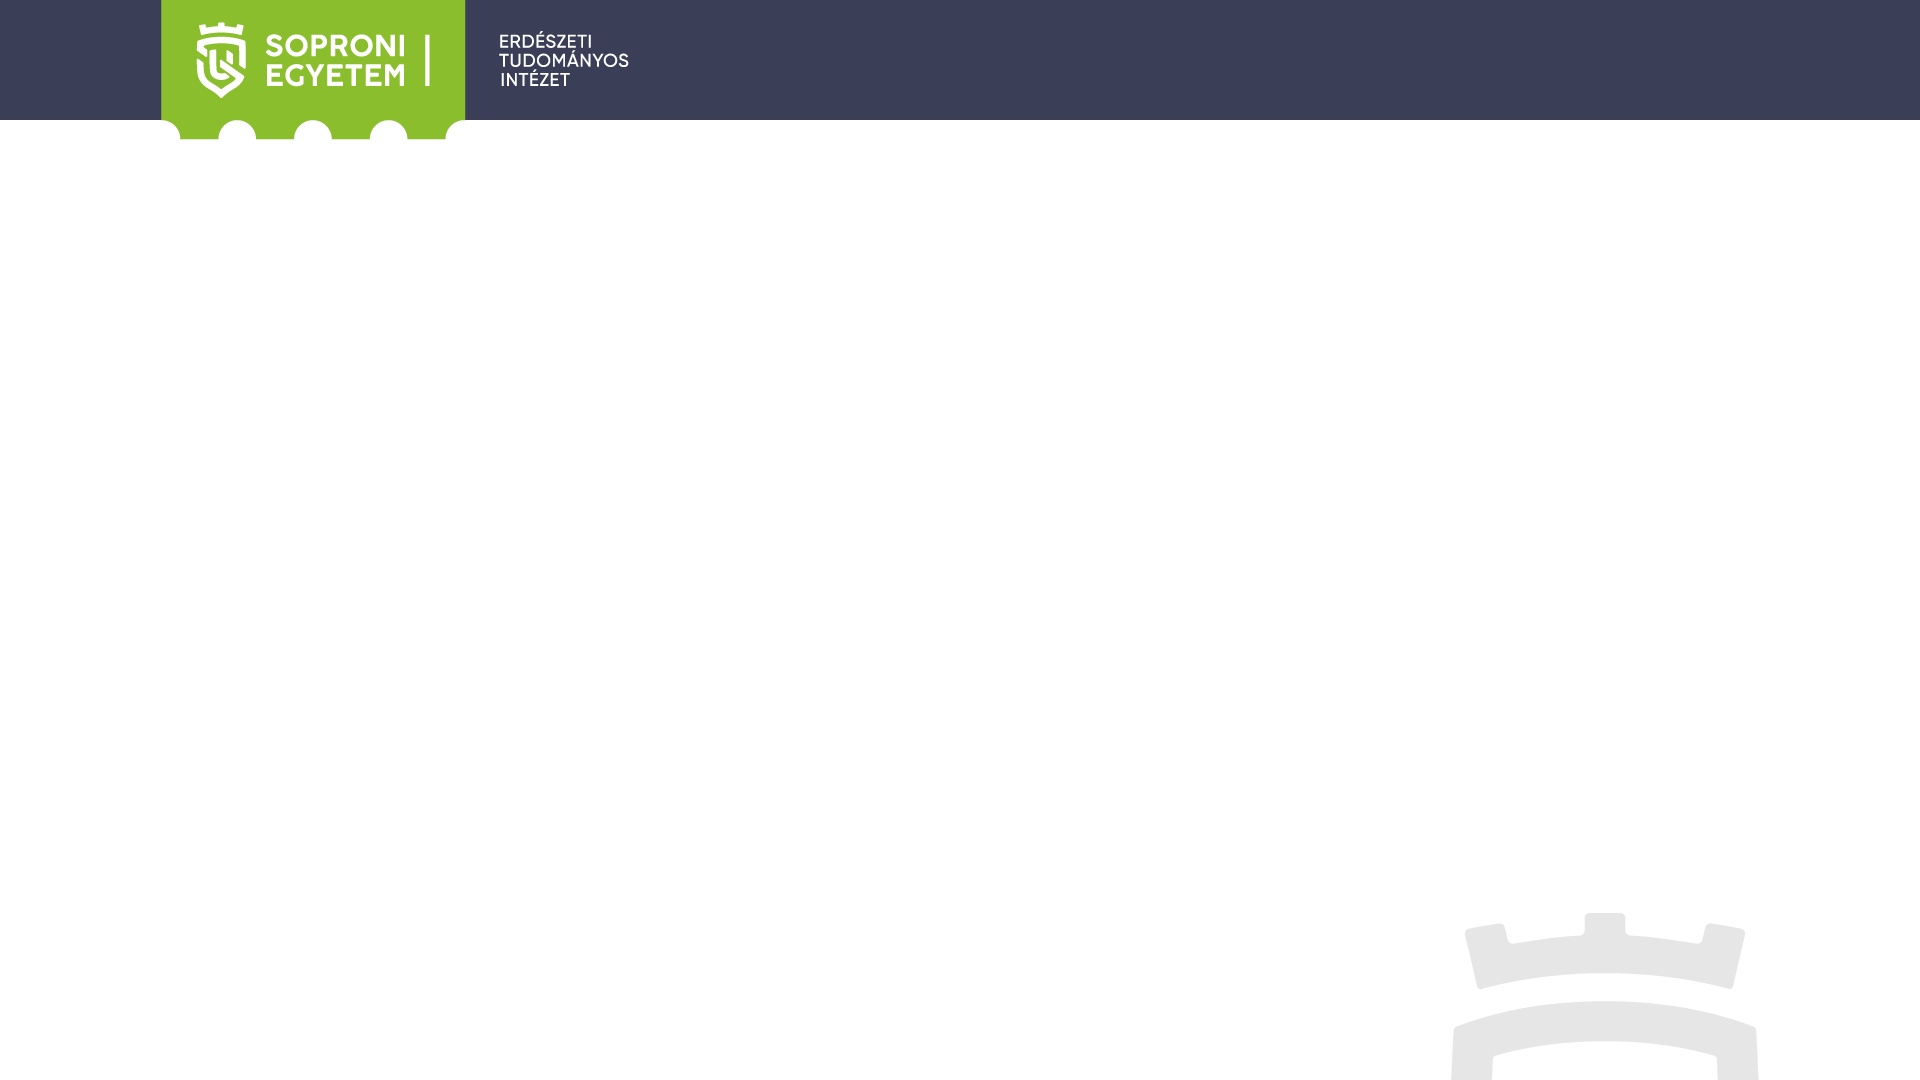 SOPRONI
EGYETEM
ERDÉSZETI
TUDOMÁNYOS
INTÉZET